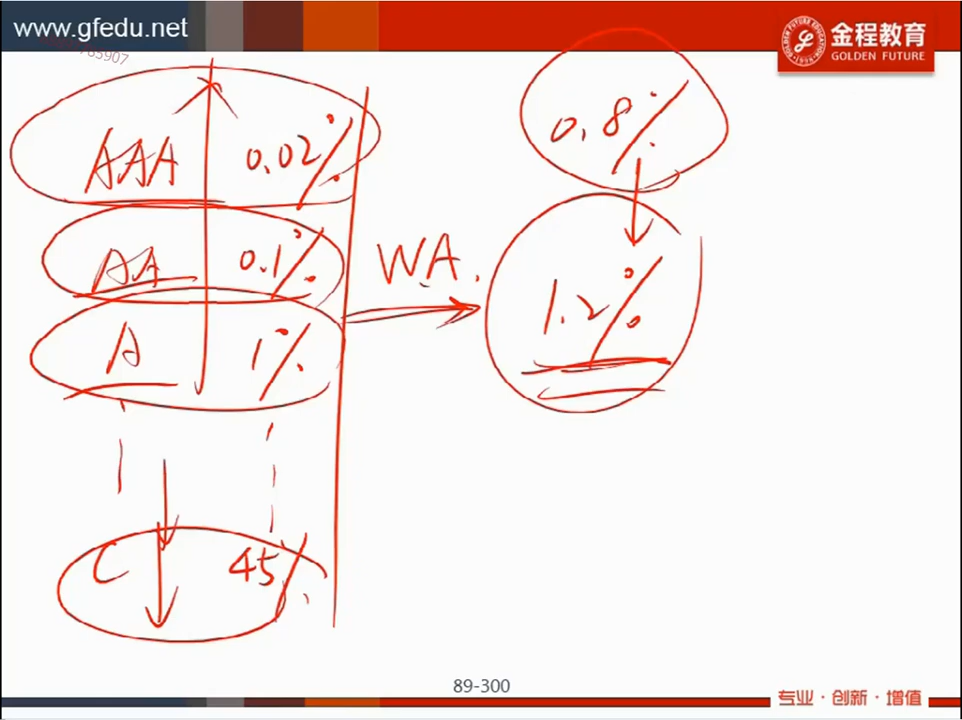 www.gfedu.net
金程教育
GOLDEN FUTURE
765907
0.8%
AAA 0.02%
AA 0.1%
WA.
1.2%
A 1%
C 45%
89-300
专业·创新·增值